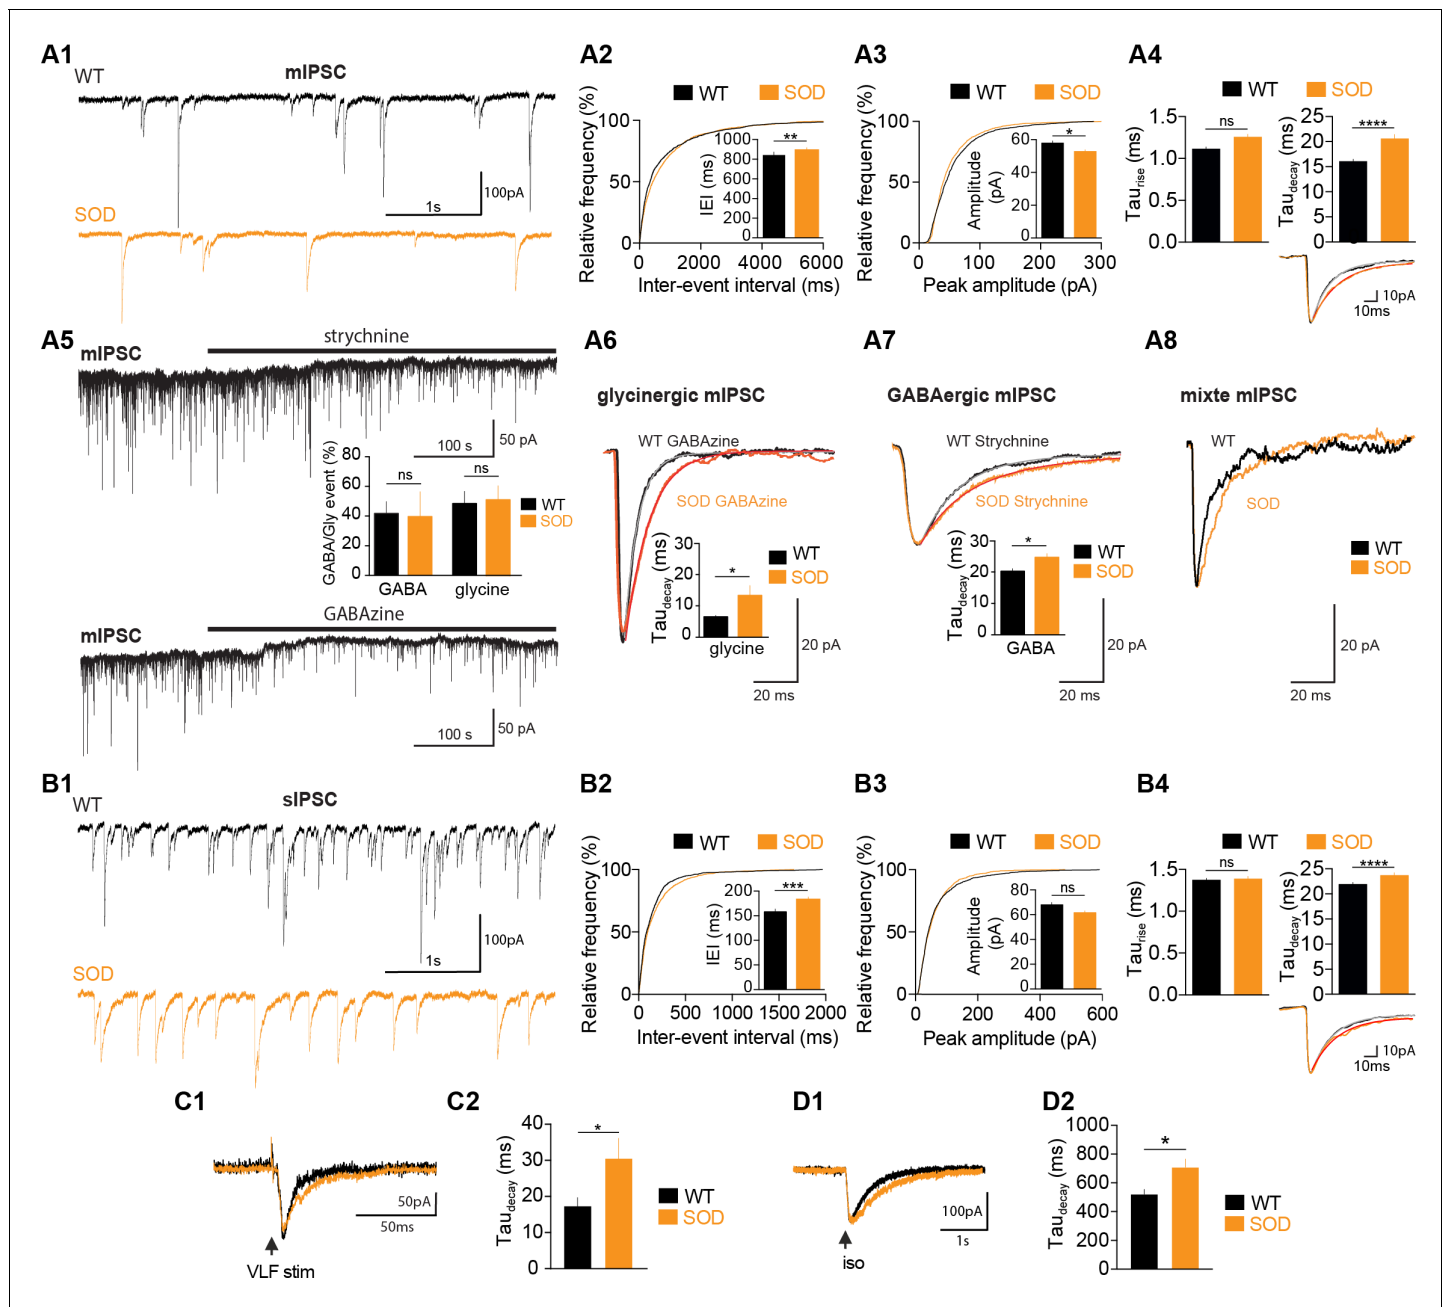 A1
WT
mIPSC
100pA
1s
SOD
A2
WT SOD
Relative frequency (%)
100
50
0
0 2000 4000 6000
Inter-event interval (ms)
IEI (ms)
1000
800
600
400
200
0
**
A3
WT SOD
Relative frequency (%)
100
50
0
0 100 200 300
Peak amplitude (pA)
Amplitude
(pA)
60
40
20
0
*
A4
WT SOD
Taurise (ms)
1.5
1.0
0.5
0.0
ns
Taudecay (ms)
25
20
15
10
5
0
****
10pA
10ms
A5
mIPSC
strychnine
100 s
50 pA
GABA/Gly event (%)
80
60
40
20
0
ns
ns
GABA glycine
WT
SOD
GABAzine
mIPSC
100 s
50 pA
A6
glycinergic mIPSC
WT GABAzine
SOD GABAzine
Taudecay (ms)
30
20
10
0
*
glycine
WT
SOD
20 pA
20 ms
A7
GABAergic mIPSC
WT Strychnine
SOD Strychnine
Taudecay (ms)
30
20
10
0
*
GABA
WT
SOD
20 pA
20 ms
A8
mixte mIPSC
WT
SOD
WT
SOD
20 pA
20 ms
B1
WT
sIPSC
100pA
1s
SOD
B2
WT SOD
Relative frequency (%)
100
50
0
0 500 1000 1500 2000
Inter-event interval (ms)
IEI (ms)
200
150
100
50
0
***
B3
WT SOD
Relative frequency (%)
100
50
0
0 200 400 600
Peak amplitude (pA)
Amplitude
(pA)
80
60
40
20
0
ns
B4
WT SOD
Taurise (ms)
1.5
1.0
0.5
0.0
ns
Taudecay (ms)
25
20
15
10
5
0
****
10pA
10ms
C1
50pA
50ms
VLF stim
C2
Taudecay (ms)
40
30
20
10
0
*
WT
SOD
D1
100pA
1s
iso
D2
Taudecay (ms)
1000
800
600
400
200
0
*
WT
SOD